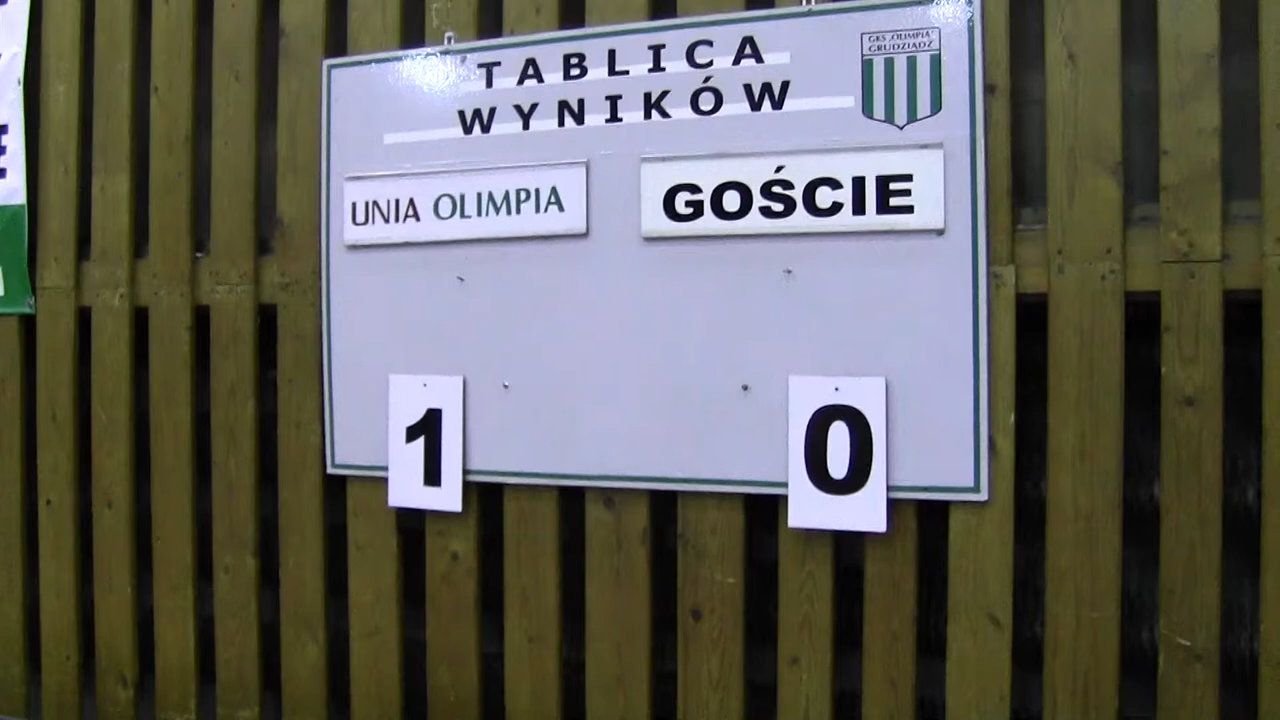 TABLICA
WYNIKÓW
GKS „OLIMPIA"
GRUDZIĄDZ
UNIA OLIMPIA
GOŚCIE
1
0